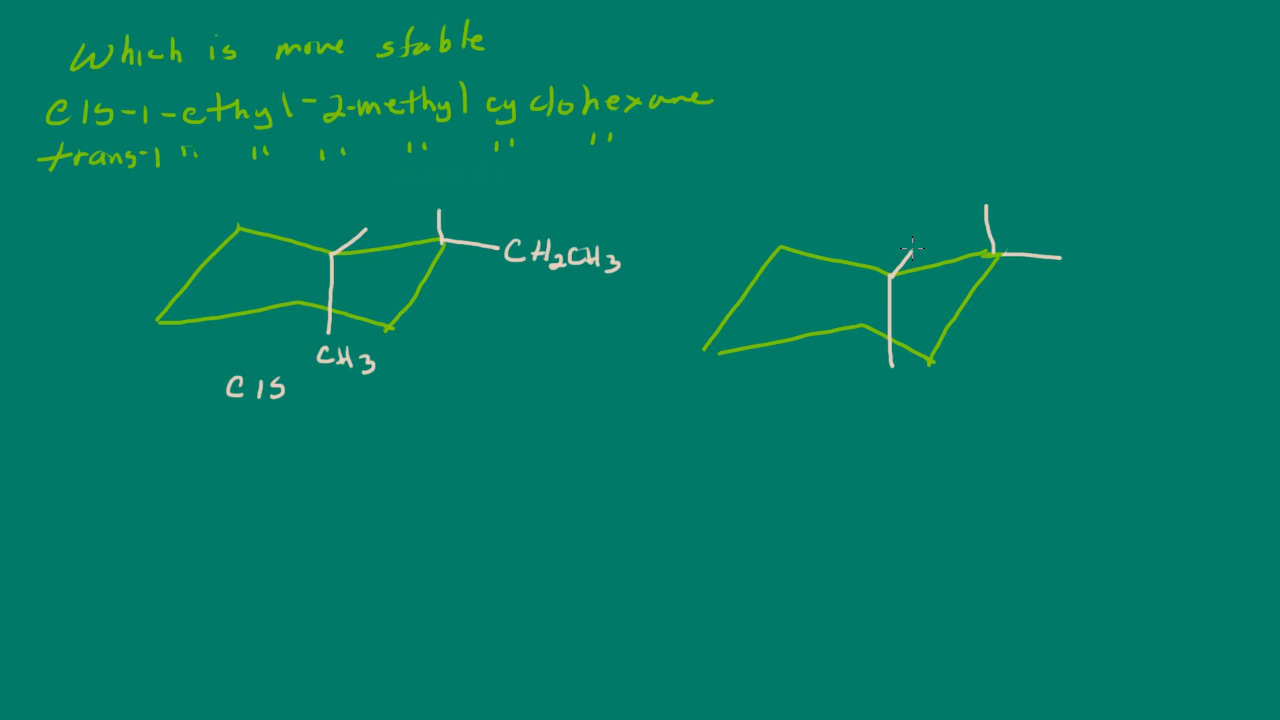 Which is more stable
CIS-1-ethyl-2-methyl cyclohexane
trans-1 " " " " " "
CH2CH3
CH3
CIS